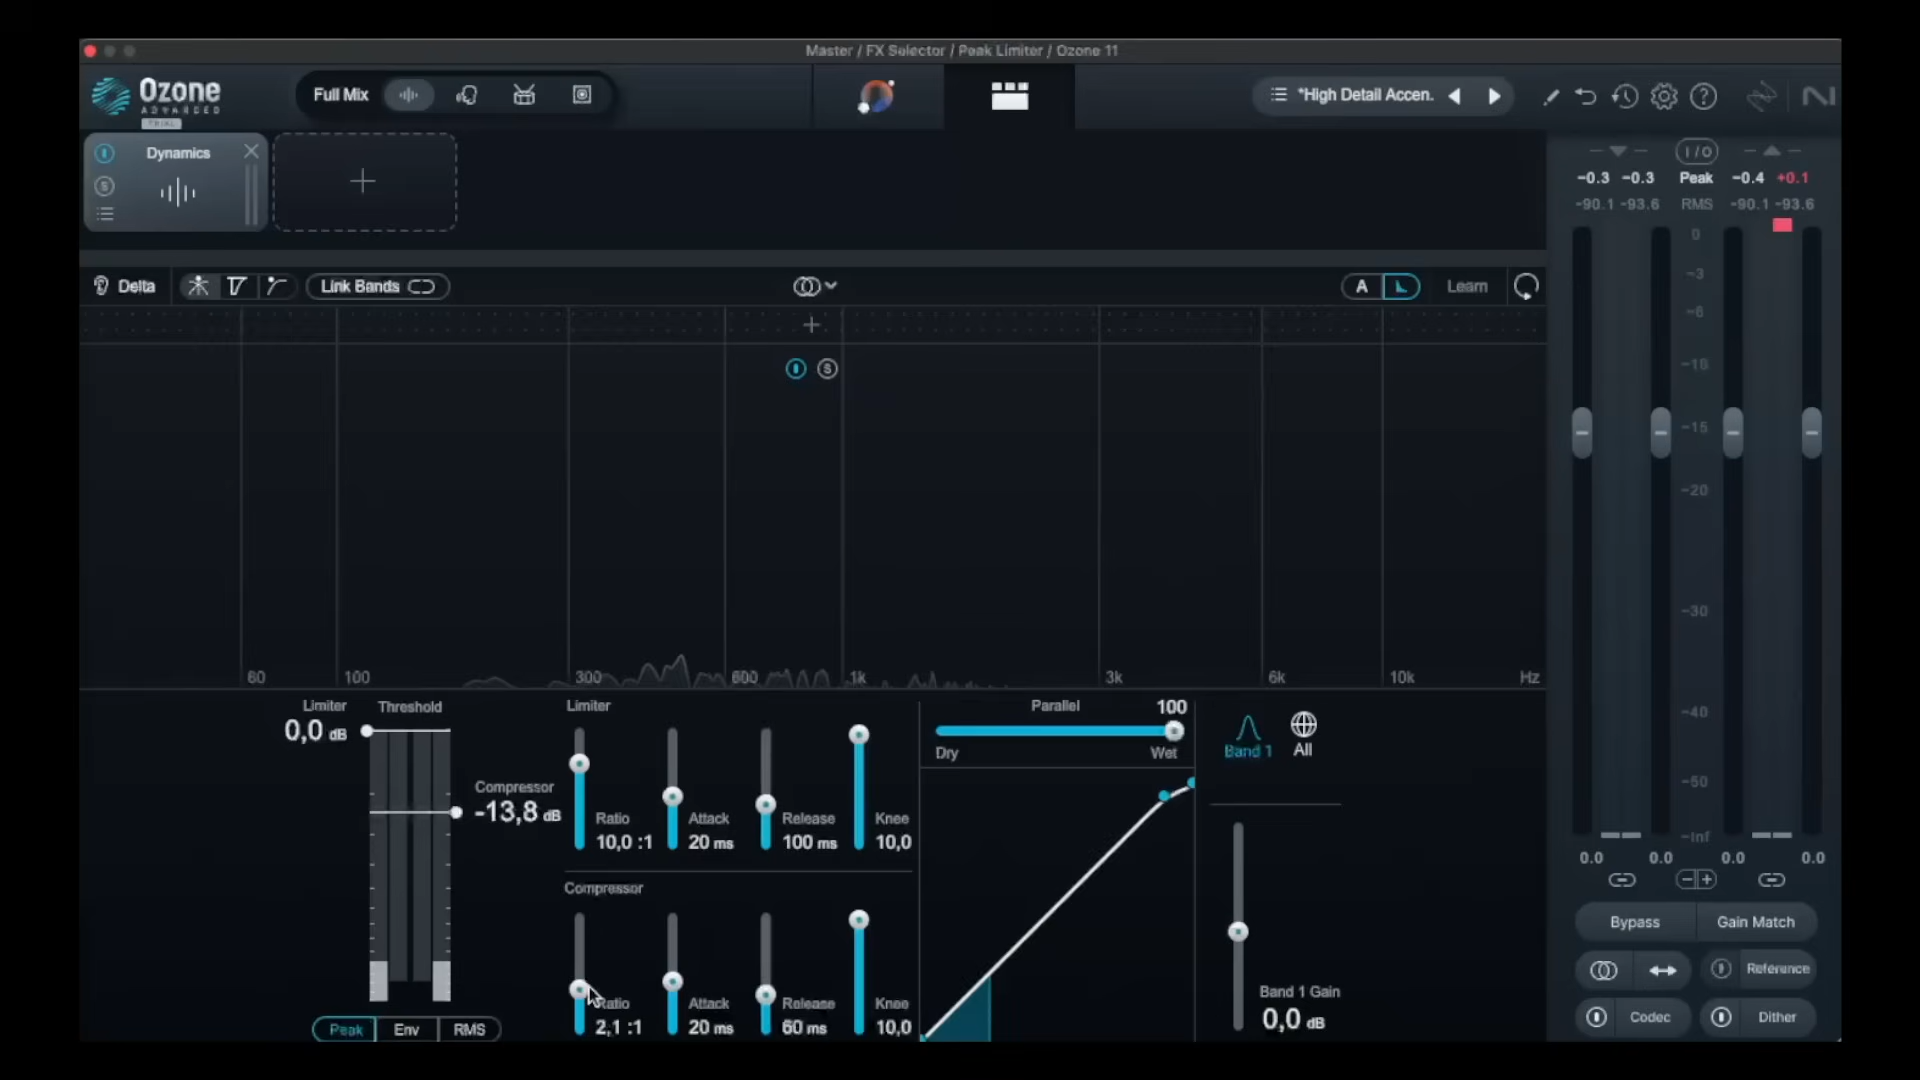 Master / FX Selector / Peak Limiter / Ozone 11
Ozone
ADVANCED
TRIAL
Full Mix
*High Detail Accen.
Dynamics
S
I/O
-0.3 -0.3 Peak -0.4 +0.1
-90.1 -93.6 RMS -90.1 -93.6
Delta
Link Bands
A
Learn
S
0
-3
-6
-10
-15
-20
-30
-40
-50
-Inf
60 100 300 600 1k 3k 6k 10k Hz
Limiter
0,0 dB
Threshold
Compressor
-13,8 dB
Peak Env RMS
Limiter
Ratio Attack Release Knee
10,0 :1 20 ms 100 ms 10,0
Compressor
Ratio Attack Release Knee
2,1 :1 20 ms 60 ms 10,0
Parallel 100
Dry Wet
Band 1 All
Band 1 Gain
0,0 dB
0.0 0.0 0.0 0.0
Bypass Gain Match
Reference
Codec Dither